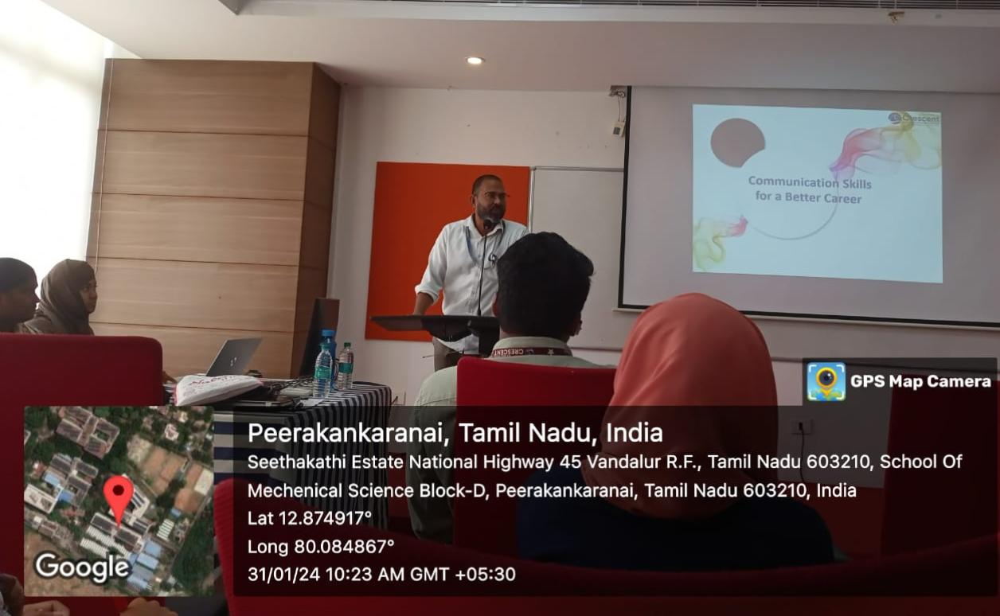 Crescent
Communication Skills
for a Better Career
CRESCENT
GPS Map Camera
Peerakankaranai, Tamil Nadu, India
Seethakathi Estate National Highway 45 Vandalur R.F., Tamil Nadu 603210, School Of
Mechenical Science Block-D, Peerakankaranai, Tamil Nadu 603210, India
Lat 12.874917°
Long 80.084867°
31/01/24 10:23 AM GMT +05:30
Google